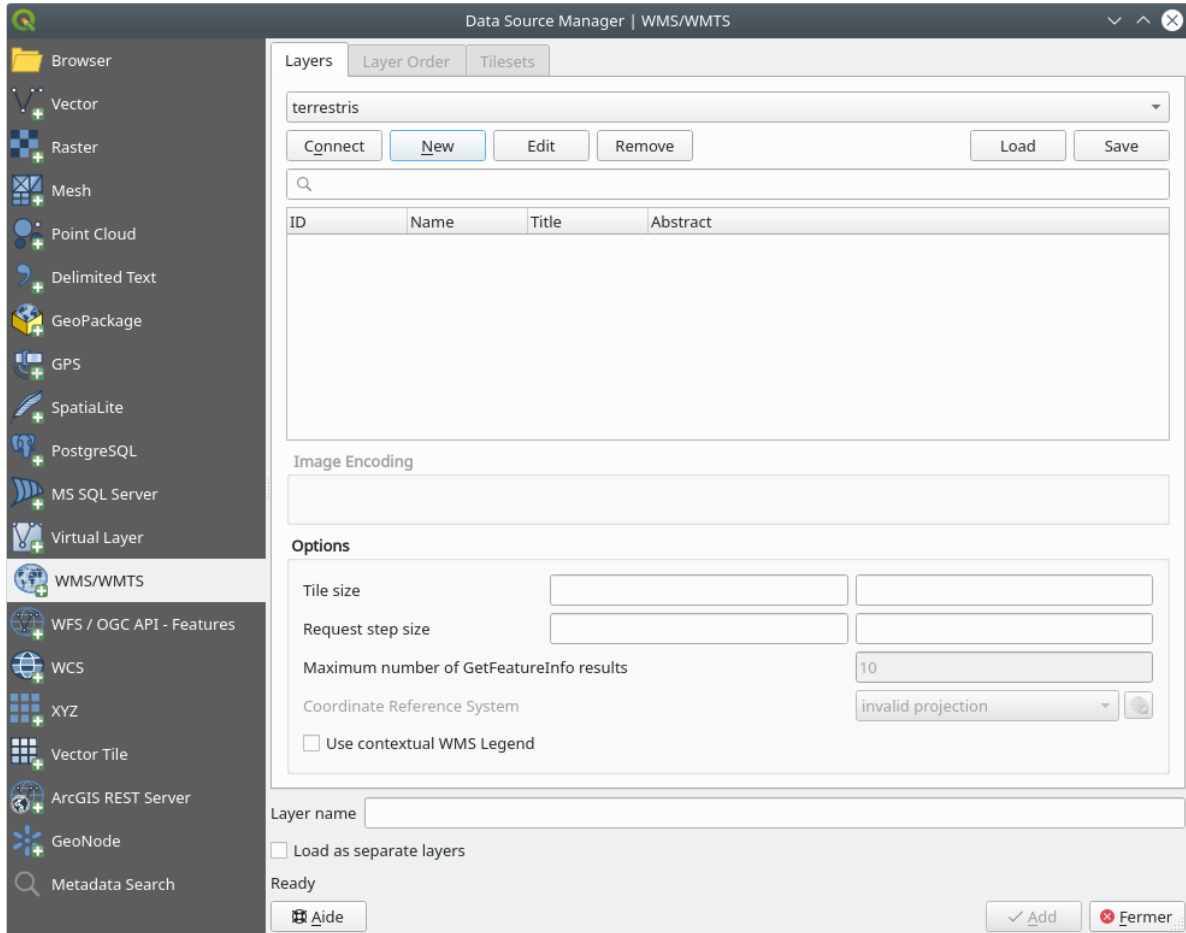 Data Source Manager | WMS/WMTS
Browser
Vector
Raster
Mesh
Point Cloud
Delimited Text
GeoPackage
GPS
SpatiaLite
PostgreSQL
MS SQL Server
Virtual Layer
WMS/WMTS
WFS / OGC API - Features
WCS
XYZ
Vector Tile
ArcGIS REST Server
GeoNode
Metadata Search
Layers Layer Order Tilesets
terrestris
Connect New Edit Remove Load Save
ID Name Title Abstract
Image Encoding
Options
Tile size
Request step size
Maximum number of GetFeatureInfo results 10
Coordinate Reference System invalid projection
Use contextual WMS Legend
Layer name
Load as separate layers
Ready
Aide Add Fermer